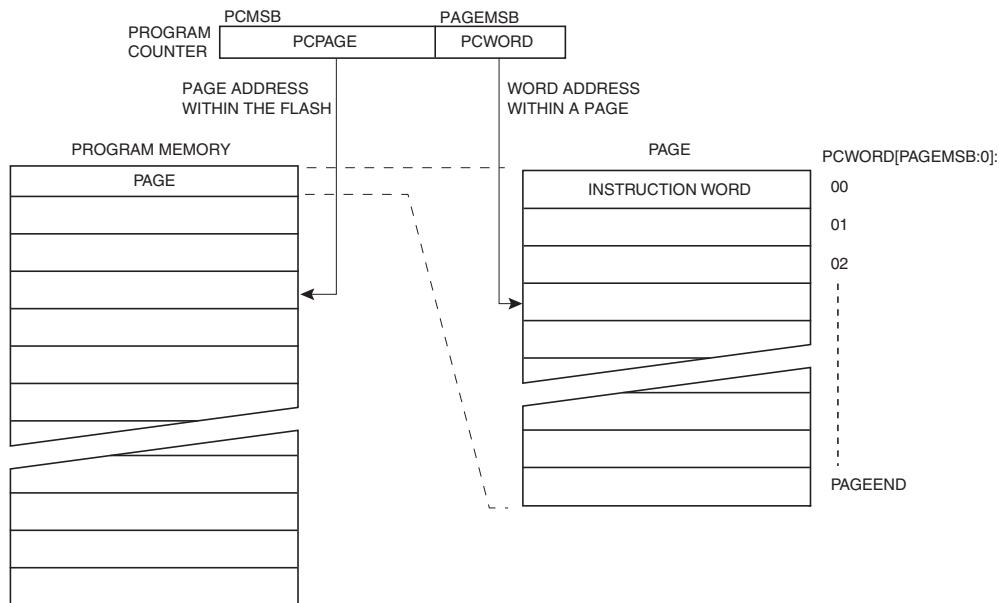 PCMSB
PAGEMSB
PROGRAM
COUNTER
PCPAGE
PCWORD
PAGE ADDRESS
WITHIN THE FLASH
WORD ADDRESS
WITHIN A PAGE
PROGRAM MEMORY
PAGE
PAGE
PCWORD[PAGEMSB:0]:
INSTRUCTION WORD
00
01
02
PAGEEND